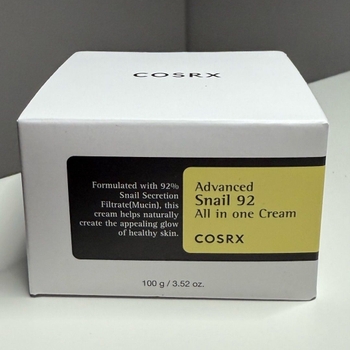 COSRX
Formulated with 92%
Snail Secretion
Filtrate(Mucin), this
cream helps naturally
create the appealing glow
of healthy skin.
Advanced
Snail 92
All in one Cream
COSRX
100 g / 3.52 oz.